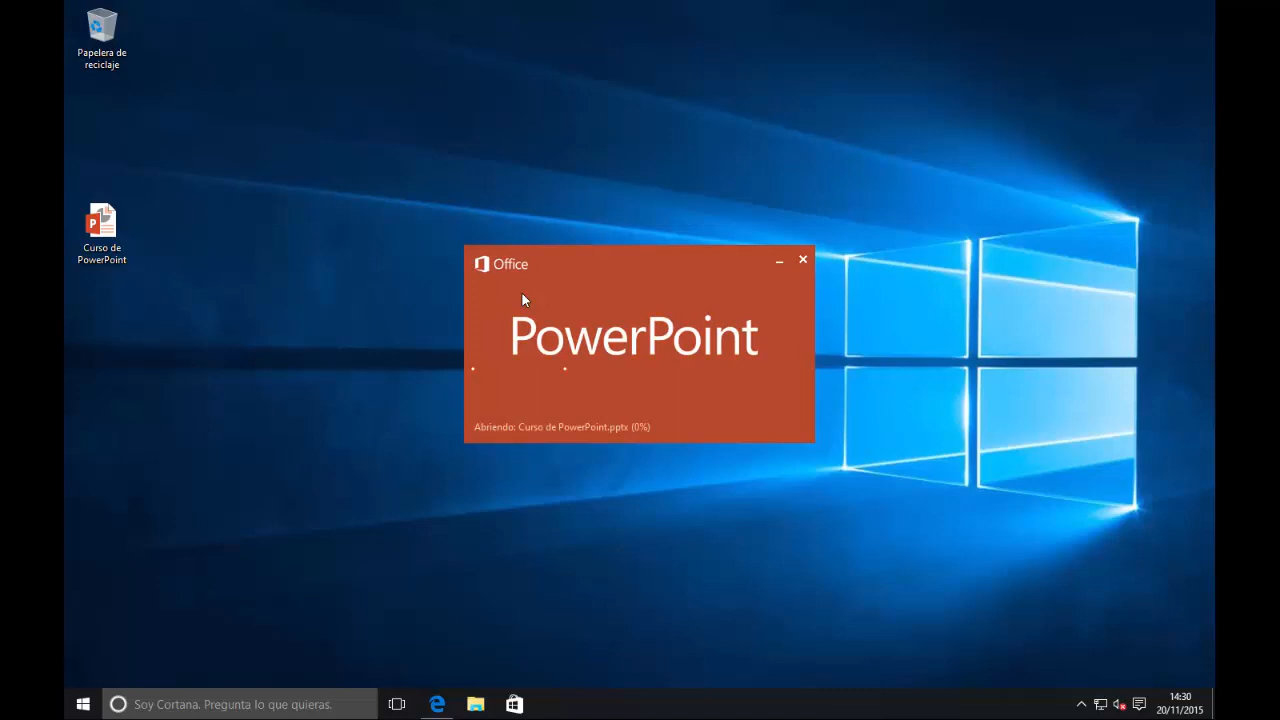 Papelera de
reciclaje
Curso de
PowerPoint
Office
PowerPoint
Abriendo: Curso de PowerPoint.pptx (0%)
Soy Cortana. Pregunta lo que quieras.
14:30
20/11/2015